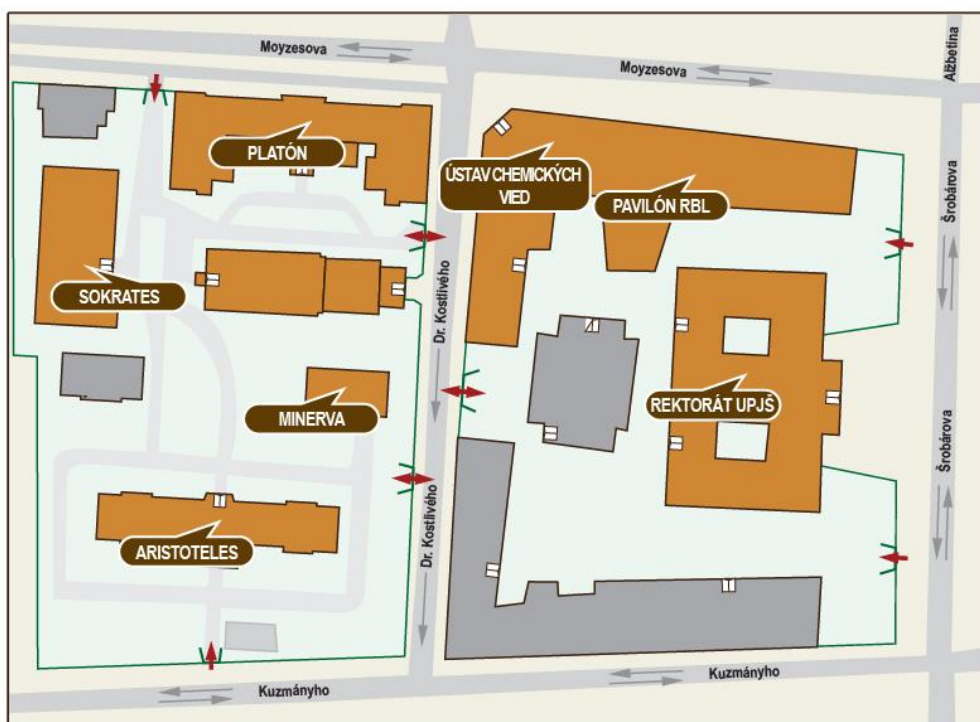 Moyzesova
Moyzesova
Alžbetina
PLATÓN
ÚSTAV CHEMICKÝCH
VIED
PAVILÓN RBL
Šrobárova
SOKRATES
Dr. Kostlivého
MINERVA
REKTORÁT UPJŠ
Šrobárova
Dr. Kostlivého
ARISTOTELES
Kuzmányho
Kuzmányho